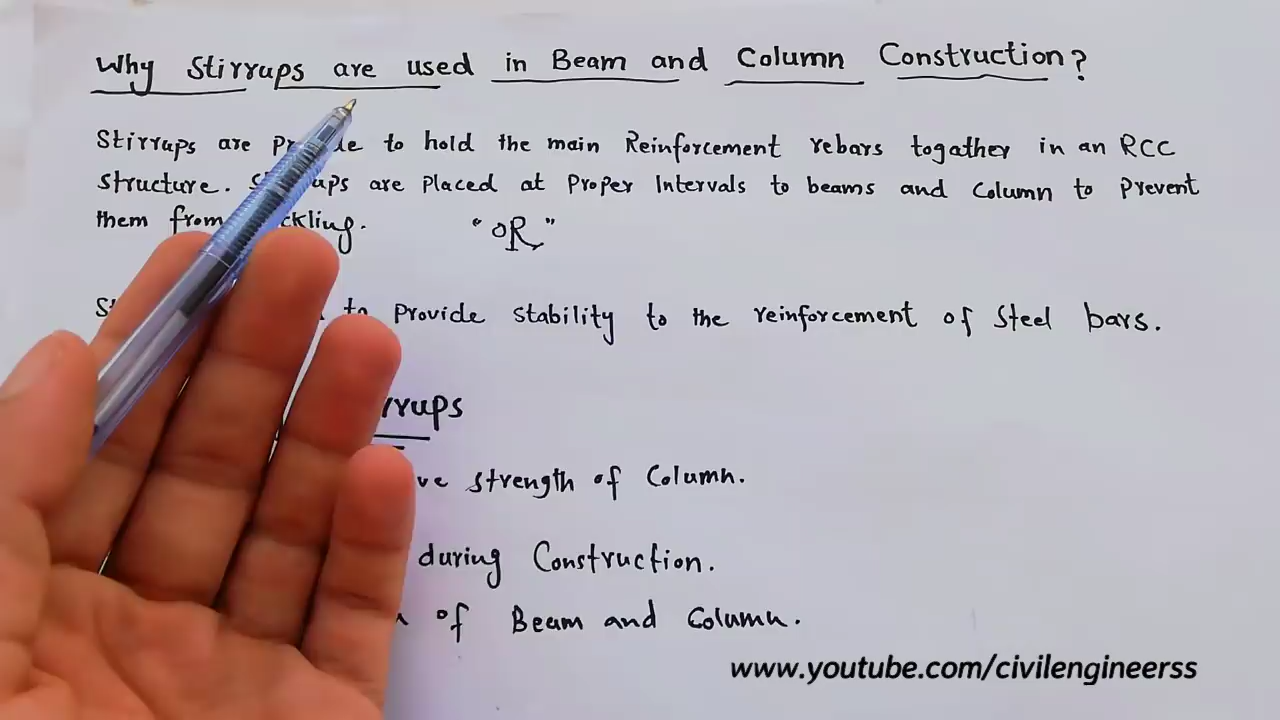 Why Stirrups are used in Beam and Column Construction?
Stirrups are to hold the main Reinforcement rebars togather in an RCC
structure. are Placed at Proper Intervals to beams and Column to Prevent
them from
"OR"
to Provide stability to the reinforcement of Steel bars.
strength of Column.
during Construction.
of Beam and Column.
www.youtube.com/civilengineerss